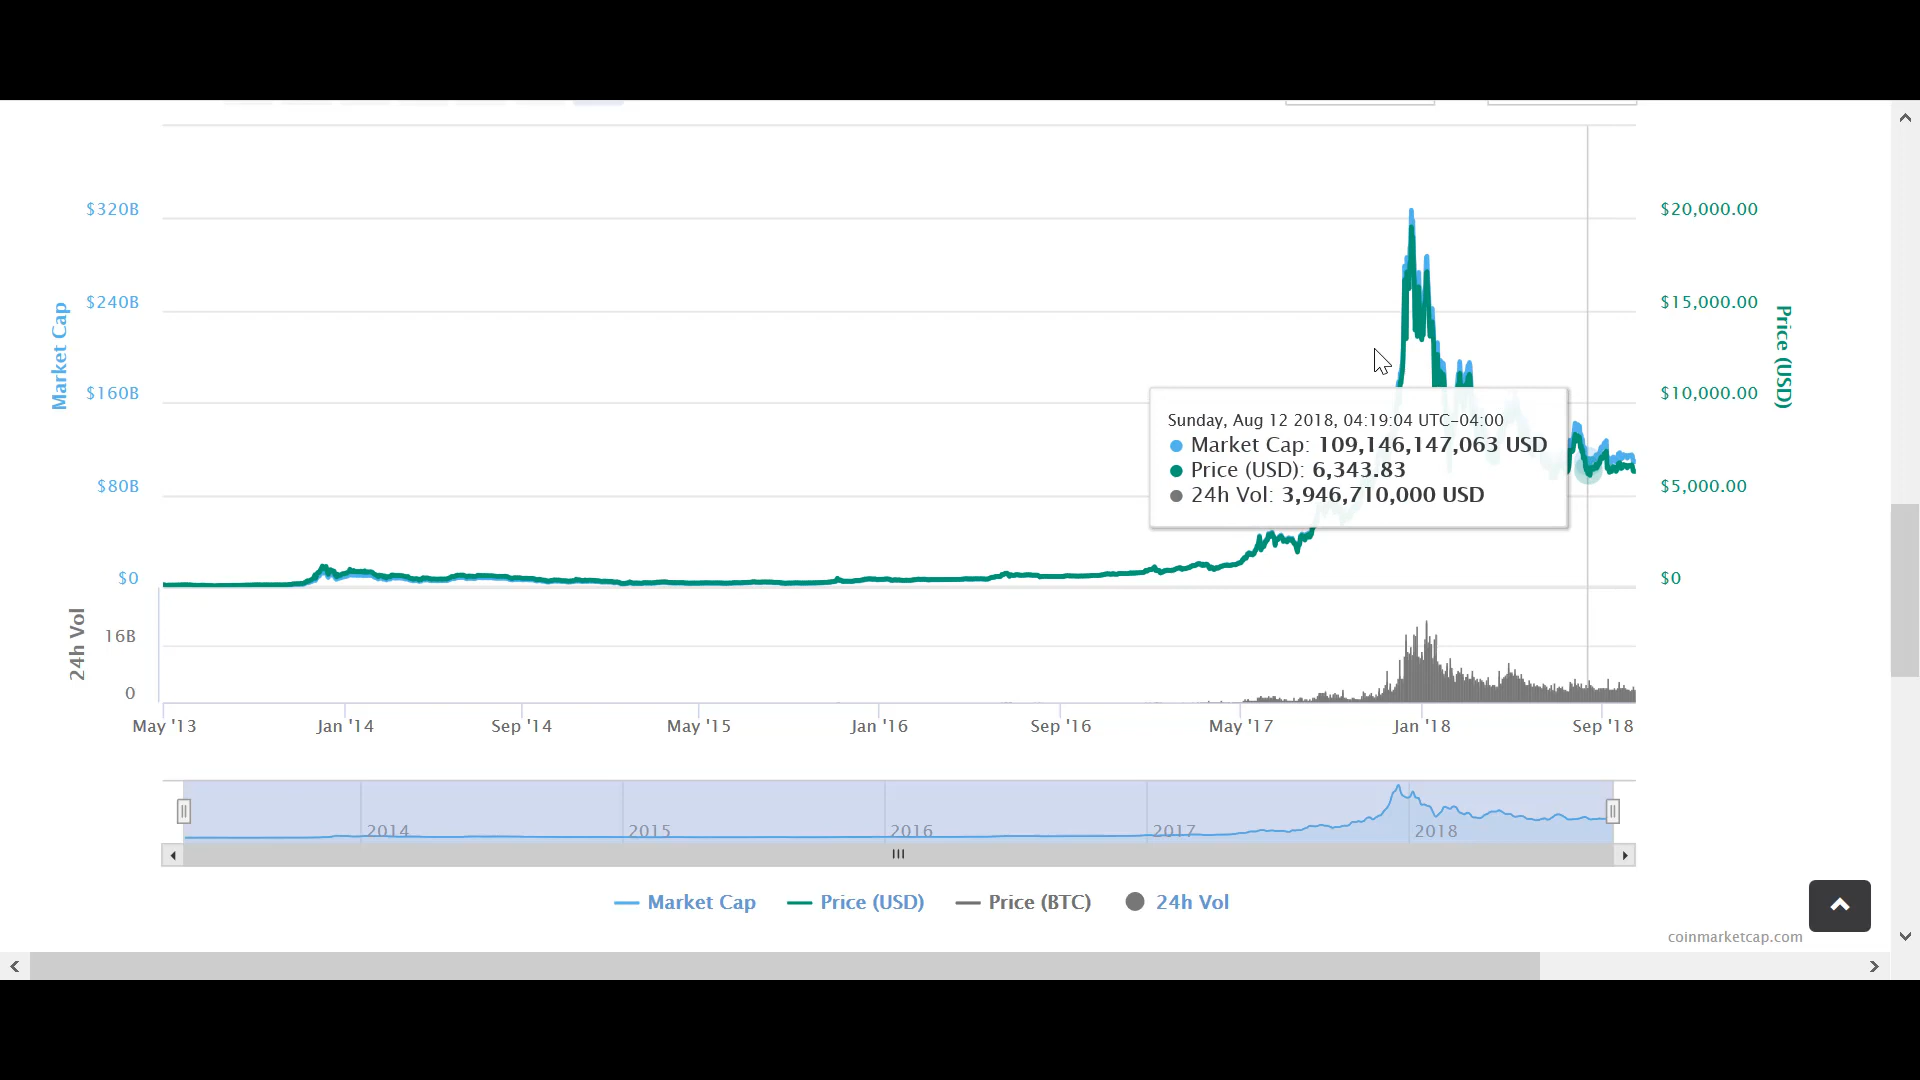 $320B
$20,000.00
$240B
$15,000.00
Market Cap
Price (USD)
$160B
$10,000.00
Sunday, Aug 12 2018, 04:19:04 UTC-04:00
Market Cap: 109,146,147,063 USD
Price (USD): 6,343.83
24h Vol: 3,946,710,000 USD
$80B
$5,000.00
$0
$0
24h Vol
16B
0
May '13
Jan '14
Sep '14
May '15
Jan '16
Sep '16
May '17
Jan '18
Sep '18
2014
2015
2016
2017
2018
Market Cap
Price (USD)
Price (BTC)
24h Vol
coinmarketcap.com